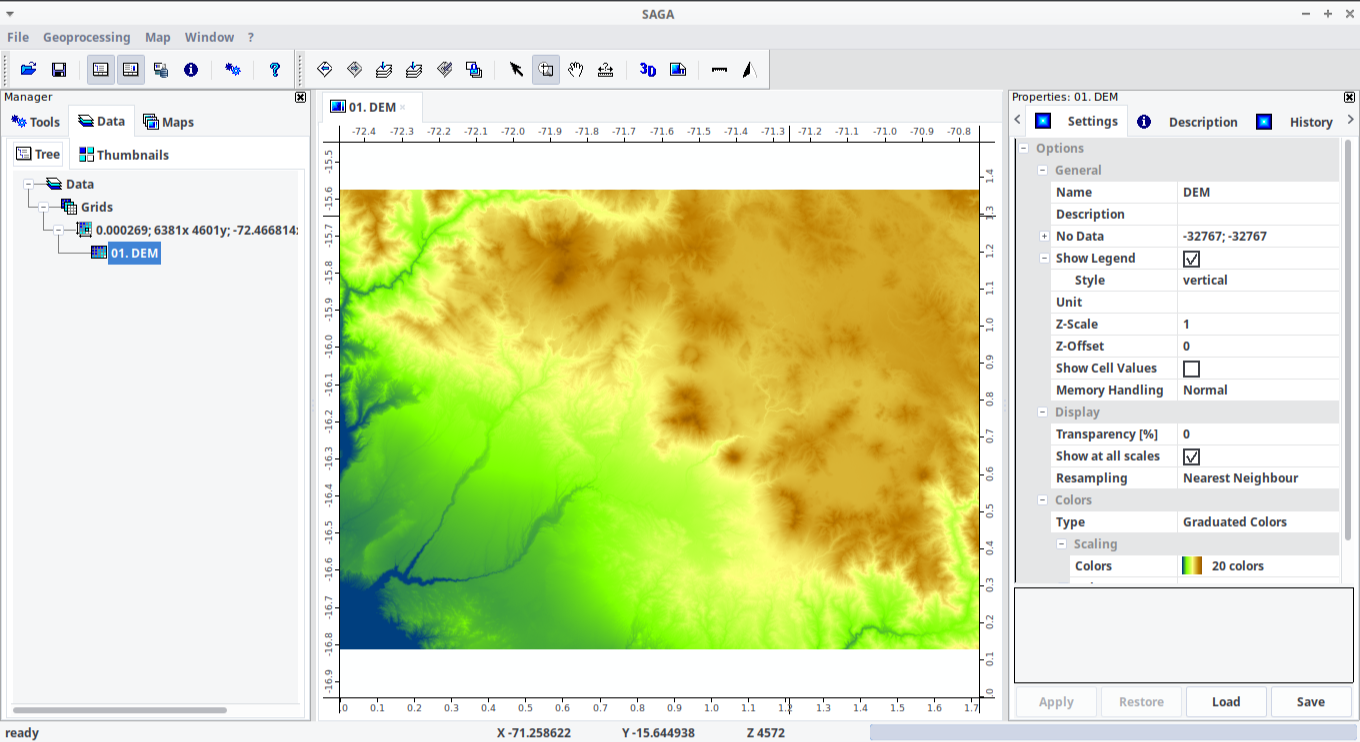 SAGA
File Geoprocessing Map Window ?
3D
Manager
Tools Data Maps
Tree Thumbnails
Data
Grids
0.000269; 6381x 4601y; -72.466814x
01. DEM
01. DEM
-72.4 -72.3 -72.2 -72.1 -72.0 -71.9 -71.8 -71.7 -71.6 -71.5 -71.4 -71.3 -71.2 -71.1 -71.0 -70.9 -70.8
-15.5 -15.6 -15.7 -15.8 -15.9 -16.0 -16.1 -16.2 -16.3 -16.4 -16.5 -16.6 -16.7 -16.8 -16.9
1.4 1.3 1.2 1.1 1.0 0.9 0.8 0.7 0.6 0.5 0.4 0.3 0.2 0.1 0
0 0.1 0.2 0.3 0.4 0.5 0.6 0.7 0.8 0.9 1.0 1.1 1.2 1.3 1.4 1.5 1.6 1.7
Properties: 01. DEM
Settings Description History
Options
General
Name DEM
Description
No Data -32767; -32767
Show Legend
Style vertical
Unit
Z-Scale 1
Z-Offset 0
Show Cell Values
Memory Handling Normal
Display
Transparency [%] 0
Show at all scales
Resampling Nearest Neighbour
Colors
Type Graduated Colors
Scaling
Colors 20 colors
Apply Restore Load Save
ready X -71.258622 Y -15.644938 Z 4572